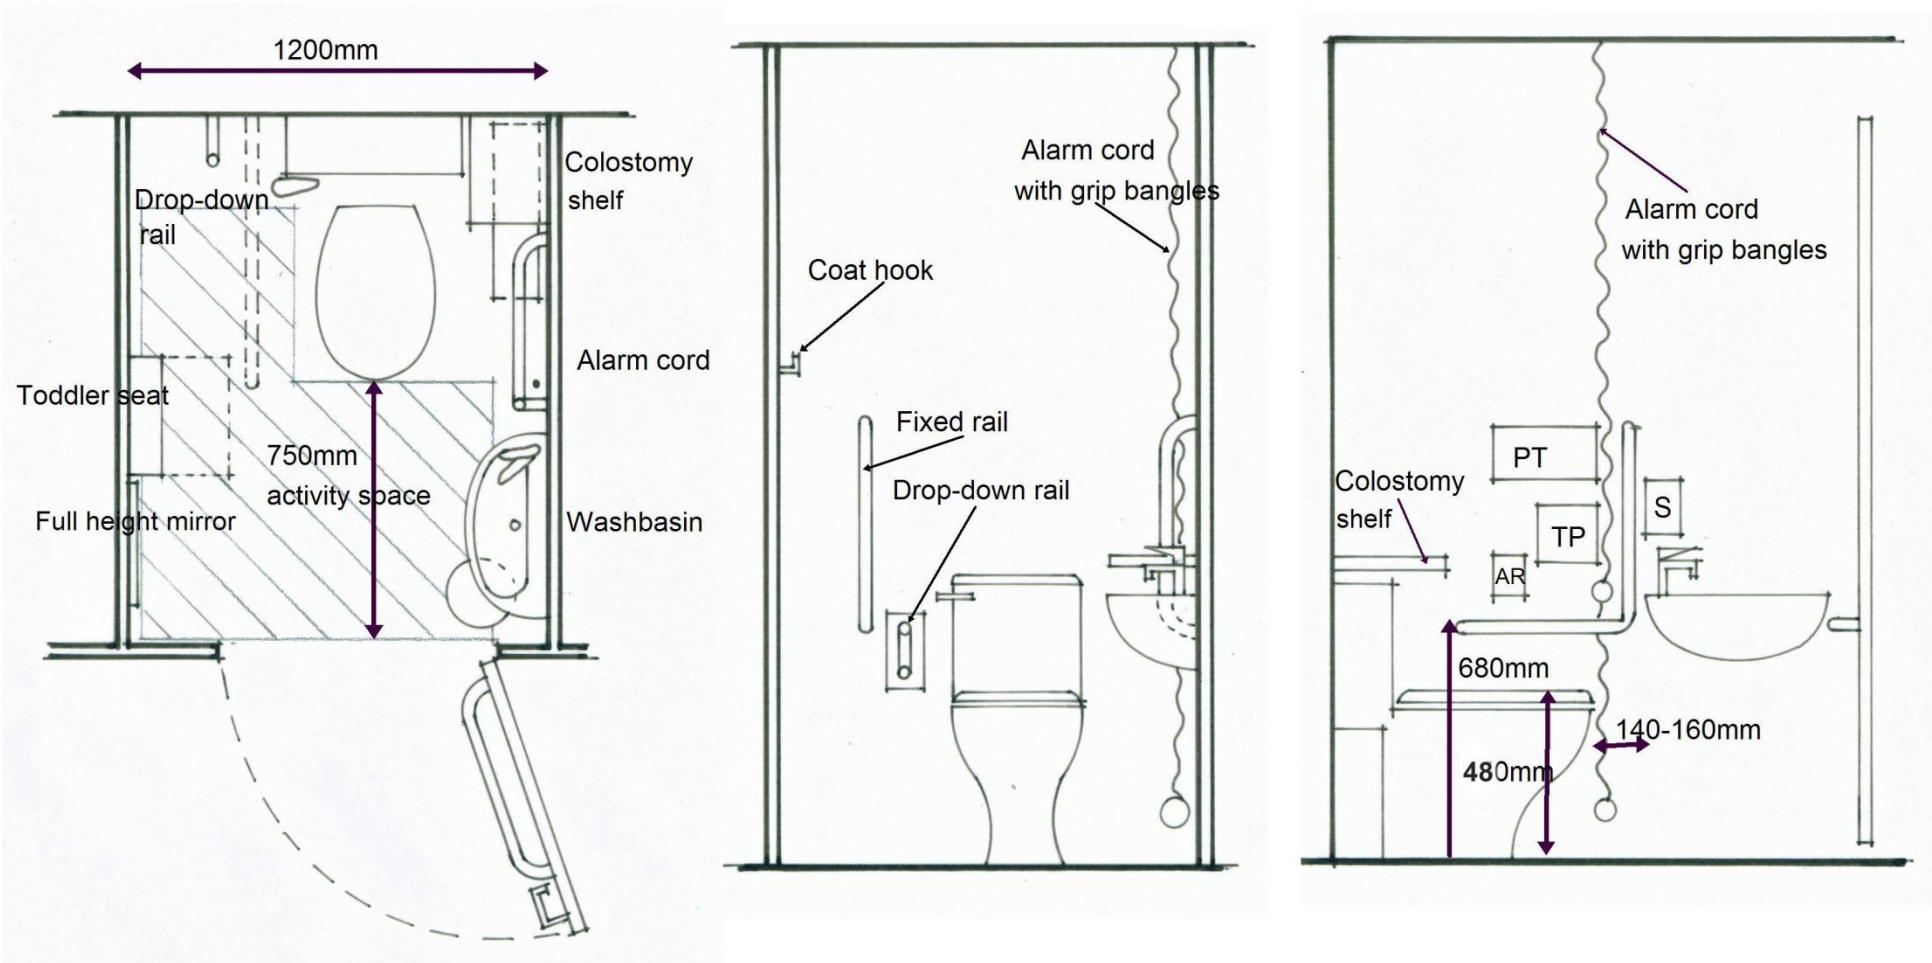 1200mm
Colostomy
shelf
Drop-down
rail
Alarm cord
Toddler seat
750mm
activity space
Full height mirror
Washbasin
Alarm cord
with grip bangles
Coat hook
Fixed rail
Drop-down rail
Alarm cord
with grip bangles
PT
Colostomy
shelf
S
TP
AR
680mm
140-160mm
480mm